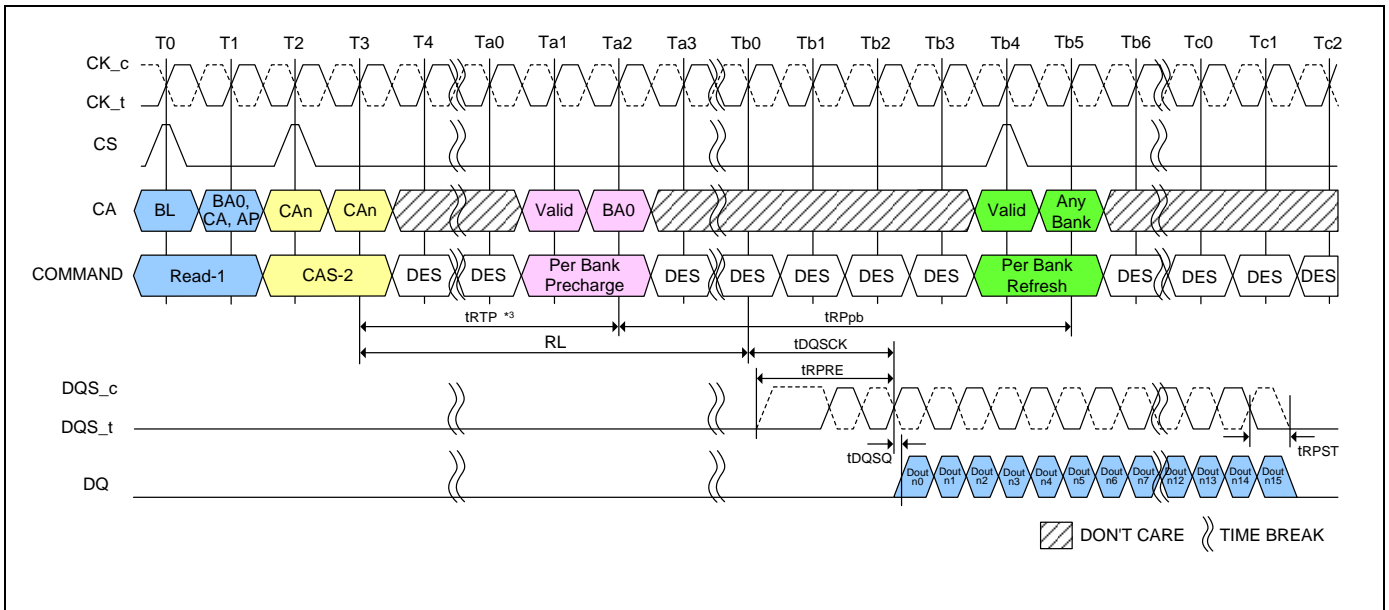 T0 T1 T2 T3 T4 Ta0 Ta1 Ta2 Ta3 Tb0 Tb1 Tb2 Tb3 Tb4 Tb5 Tb6 Tc0 Tc1 Tc2
CK_c
CK_t
CS
CA BL BA0, CA, AP CAn CAn Valid BA0 Valid Any Bank
COMMAND Read-1 CAS-2 DES DES Per Bank Precharge DES DES DES DES DES Per Bank Refresh DES DES DES DES
tRTP *3 tRPpb
RL tDQSCK
tRPRE
DQS_c
DQS_t
tDQSQ tRPST
DQ Dout n0 Dout n1 Dout n2 Dout n3 Dout n4 Dout n5 Dout n6 Dout n7 Dout n12 Dout n13 Dout n14 Dout n15
DON'T CARE TIME BREAK